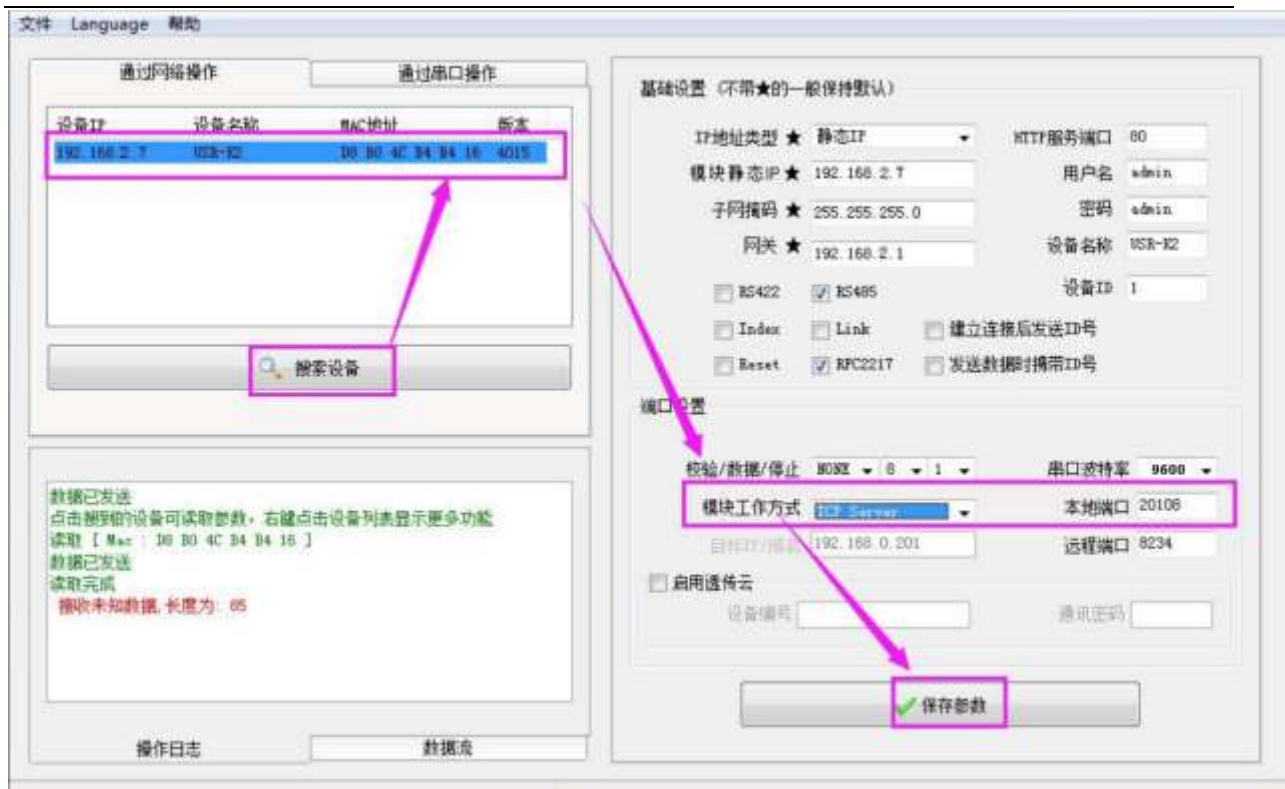 文件 Language 帮助
通过网络操作 通过串口操作
设备IP 设备名称 MAC地址 版本
192.168.2.7 USR-K2 D8 B0 4C B4 B4 16 4015
搜索设备
数据已发送
点击搜到的设备可读取参数，右键点击设备列表显示更多功能
读取 [ Mac : D8 B0 4C B4 B4 16 ]
数据已发送
读取完成
接收未知数据,长度为: 65
操作日志 数据流
基础设置（不带★的一般保持默认）
IP地址类型 ★ 静态IP HTTP服务端口 80
模块静态IP ★ 192.168.2.7 用户名 admin
子网掩码 ★ 255.255.255.0 密码 admin
网关 ★ 192.168.2.1 设备名称 USR-K2
RS422 RS485 设备ID 1
Index Link 建立连接后发送ID号
Reset RFC2217 发送数据时携带ID号
端口设置
校验/数据/停止 NONE 8 1 串口波特率 9600
模块工作方式 TCP Server 本地端口 20108
目标IP/ 192.168.0.201 远程端口 8234
启用透传云
设备编号 通讯密码
保存参数